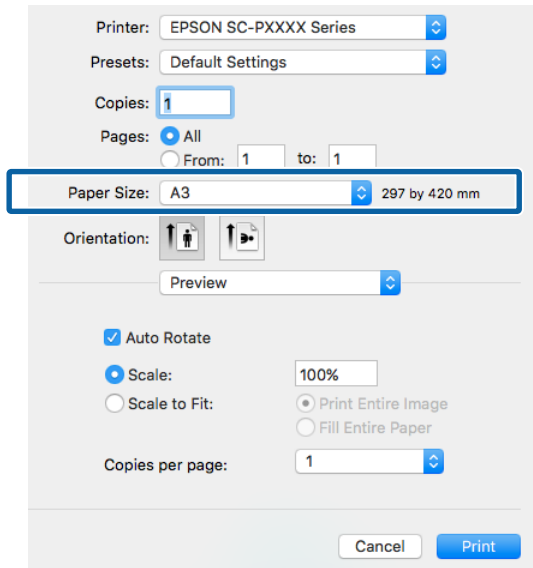 Printer: EPSON SC-PXXXX Series
Presets: Default Settings
Copies: 1
Pages: All
From: 1 to: 1
Paper Size: A3 297 by 420 mm
Orientation:
Preview
Auto Rotate
Scale: 100%
Scale to Fit: Print Entire Image
Fill Entire Paper
Copies per page: 1
Cancel Print